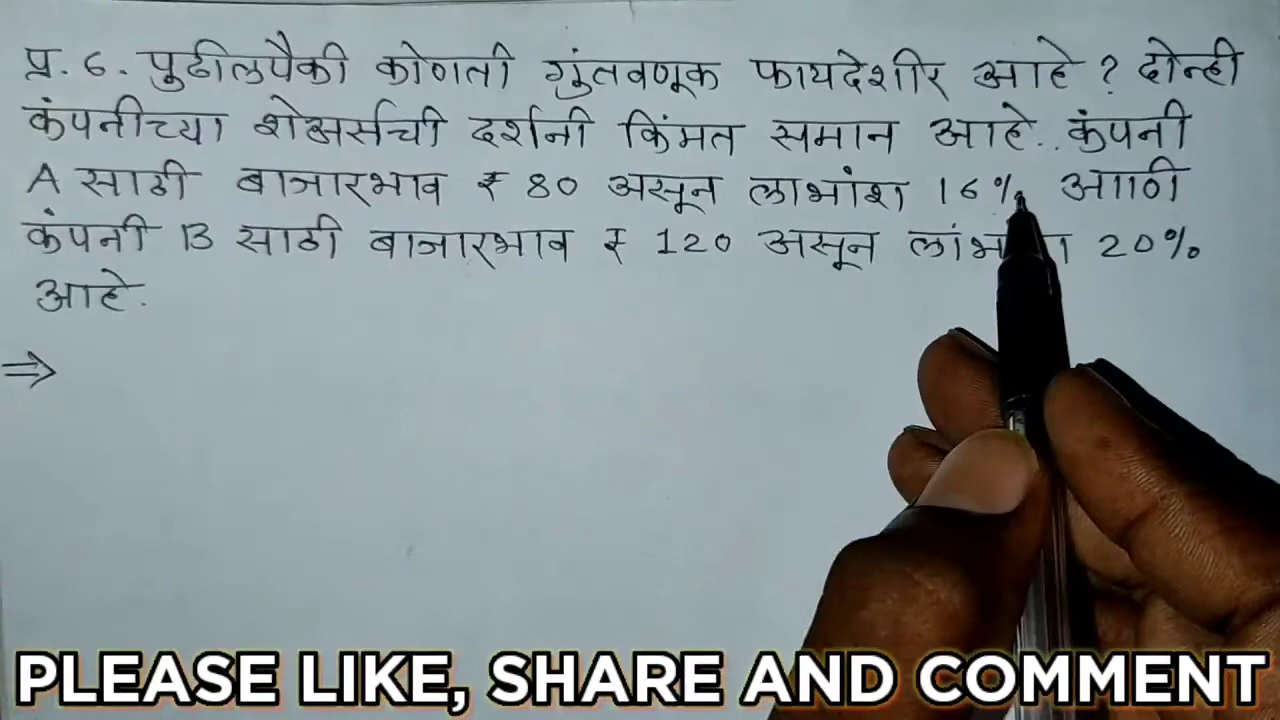 प्र. 6. पुढीलपैकी कोणती गुंतवणूक फायदेशीर आहे ? दोन्ही
कंपनीच्या शेअर्सची दर्शनी किंमत समान आहे.. कंपनी
A साठी बाजारभाव ₹ 80 असून लाभांश 16% आाणि
कंपनी B साठी बाजारभाव ₹ 120 असून 20%
आहे.
⇒
PLEASE LIKE, SHARE AND COMMENT